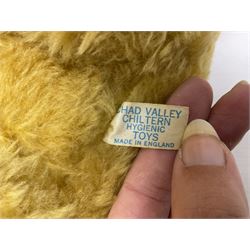 CHAD VALLEY
CHILTERN
HYGIENIC
TOYS
MADE IN ENGLAND